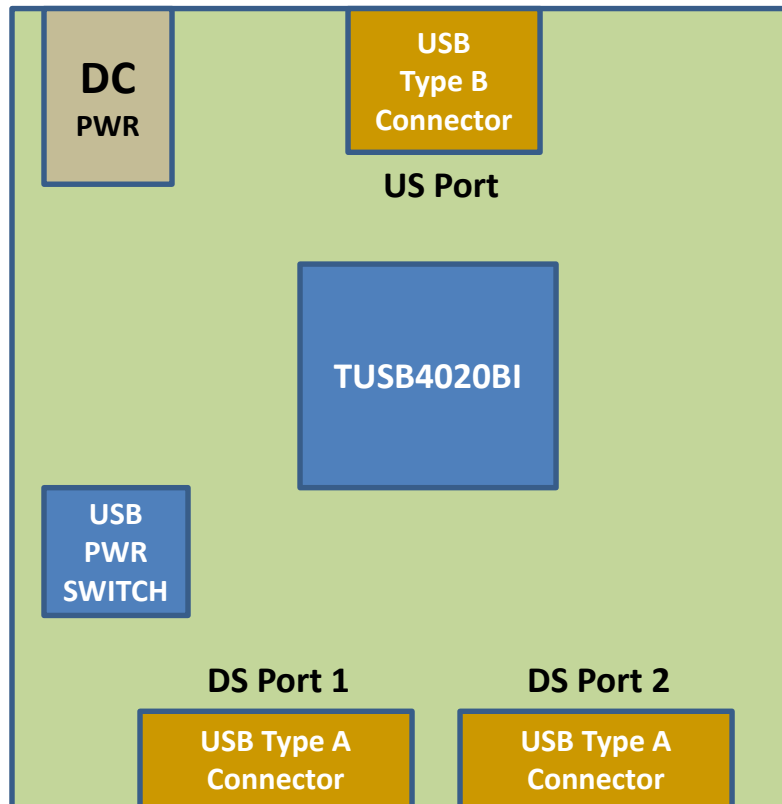 DC
PWR
USB
Type B
Connector
US Port
TUSB4020BI
USB
PWR
SWITCH
DS Port 1
DS Port 2
USB Type A
Connector
USB Type A
Connector